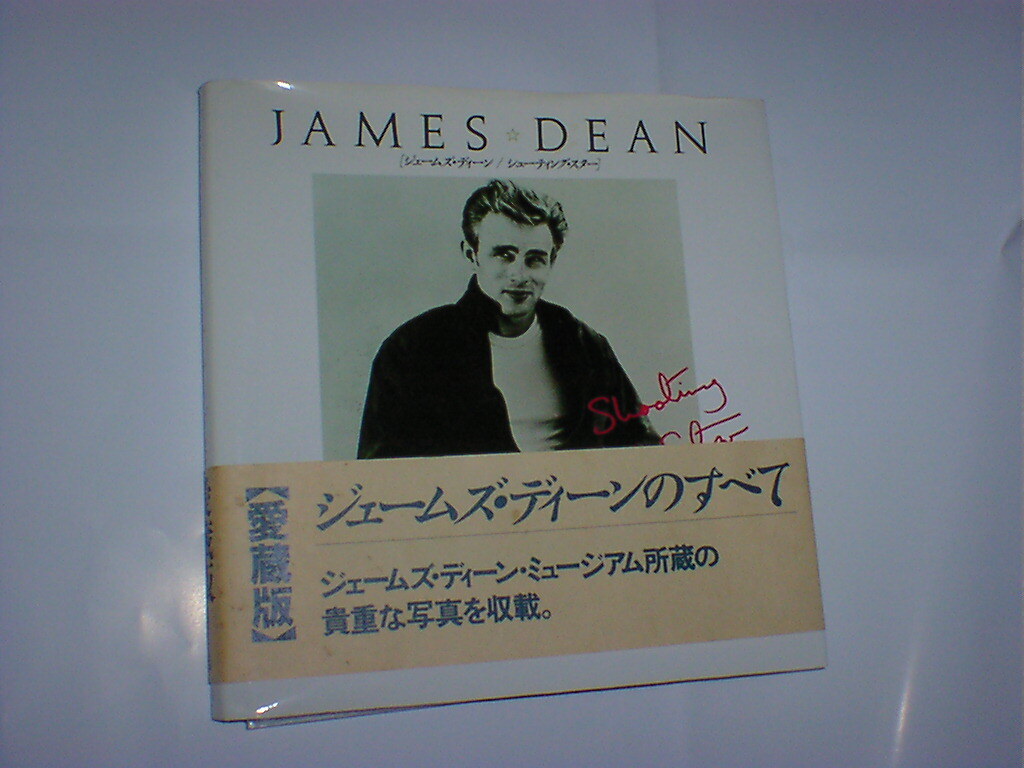 JAMES☆DEAN
[ジェームズ・ディーン / シューティング・スター]
Shooting
Star
【愛蔵版】
ジェームズ・ディーンのすべて
ジェームズ・ディーン・ミュージアム所蔵の
貴重な写真を収載。